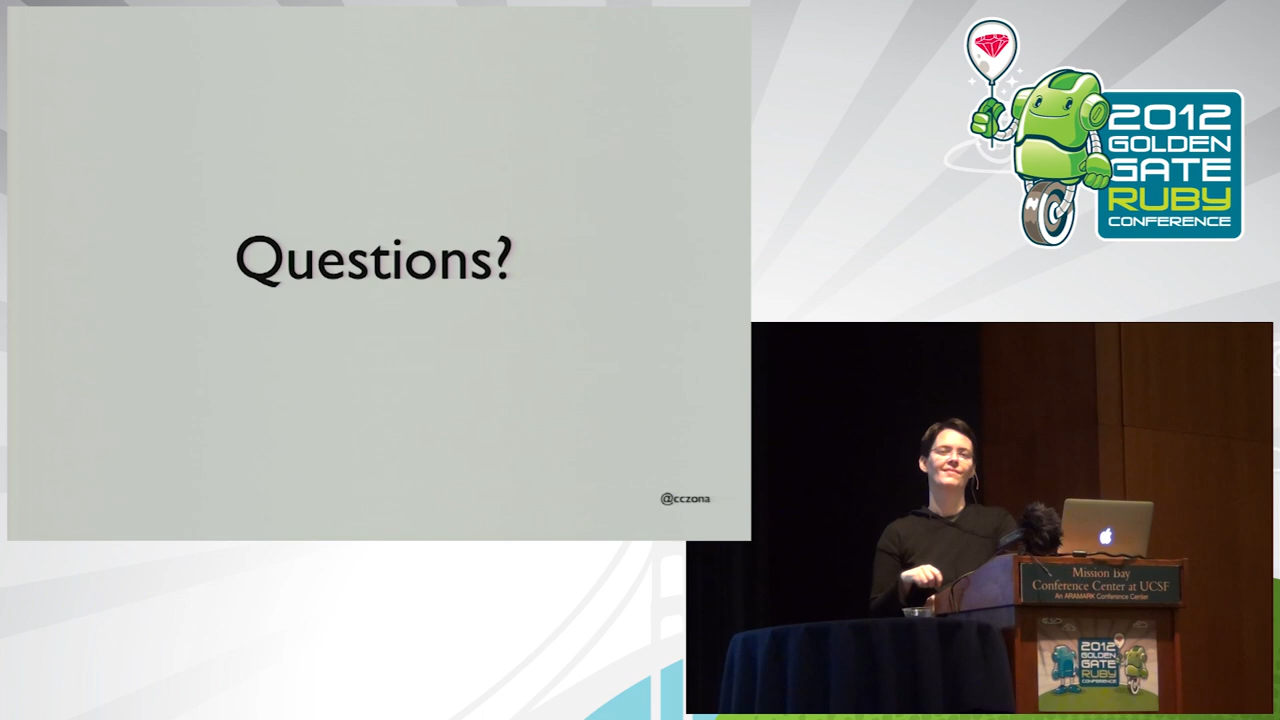 Questions?
@cczona
2012
GOLDEN
GATE
RUBY
CONFERENCE
Mission Bay
Conference Center at UCSF
An ARAMARK Conference Center
2012
GOLDEN
GATE
RUBY
CONFERENCE